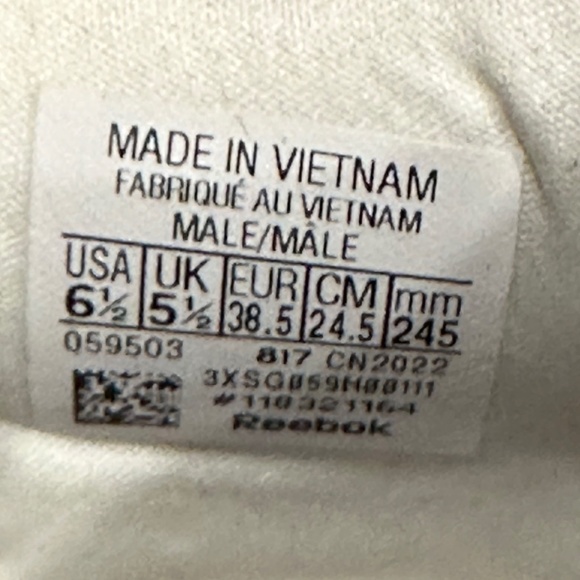 MADE IN VIETNAM
FABRIQUÉ AU VIETNAM
MALE/MÂLE
USA UK EUR CM mm
6½ 5½ 38.5 24.5 245
059503 817 CN2022
3XSG059H00111
#110321164
Reebok